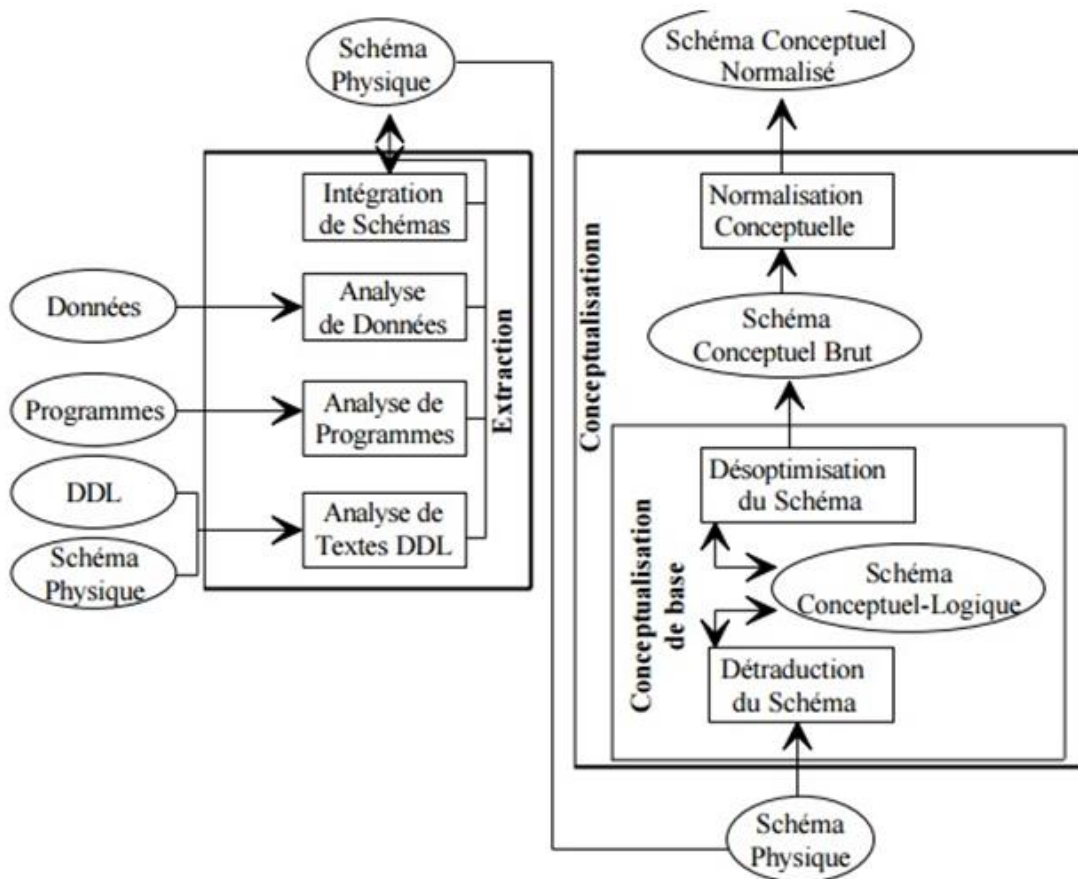 Schéma
Physique
Intégration
de Schémas
Données
Analyse
de Données
Programmes
Analyse de
Programmes
DDL
Schéma
Physique
Analyse de
Textes DDL
Extraction
Schéma Conceptuel
Normalisé
Normalisation
Conceptuelle
Schéma
Conceptuel Brut
Conceptualisationn
Désoptimisation
du Schéma
Schéma
Conceptuel-Logique
Conceptualisation
de base
Détraduction
du Schéma
Schéma
Physique